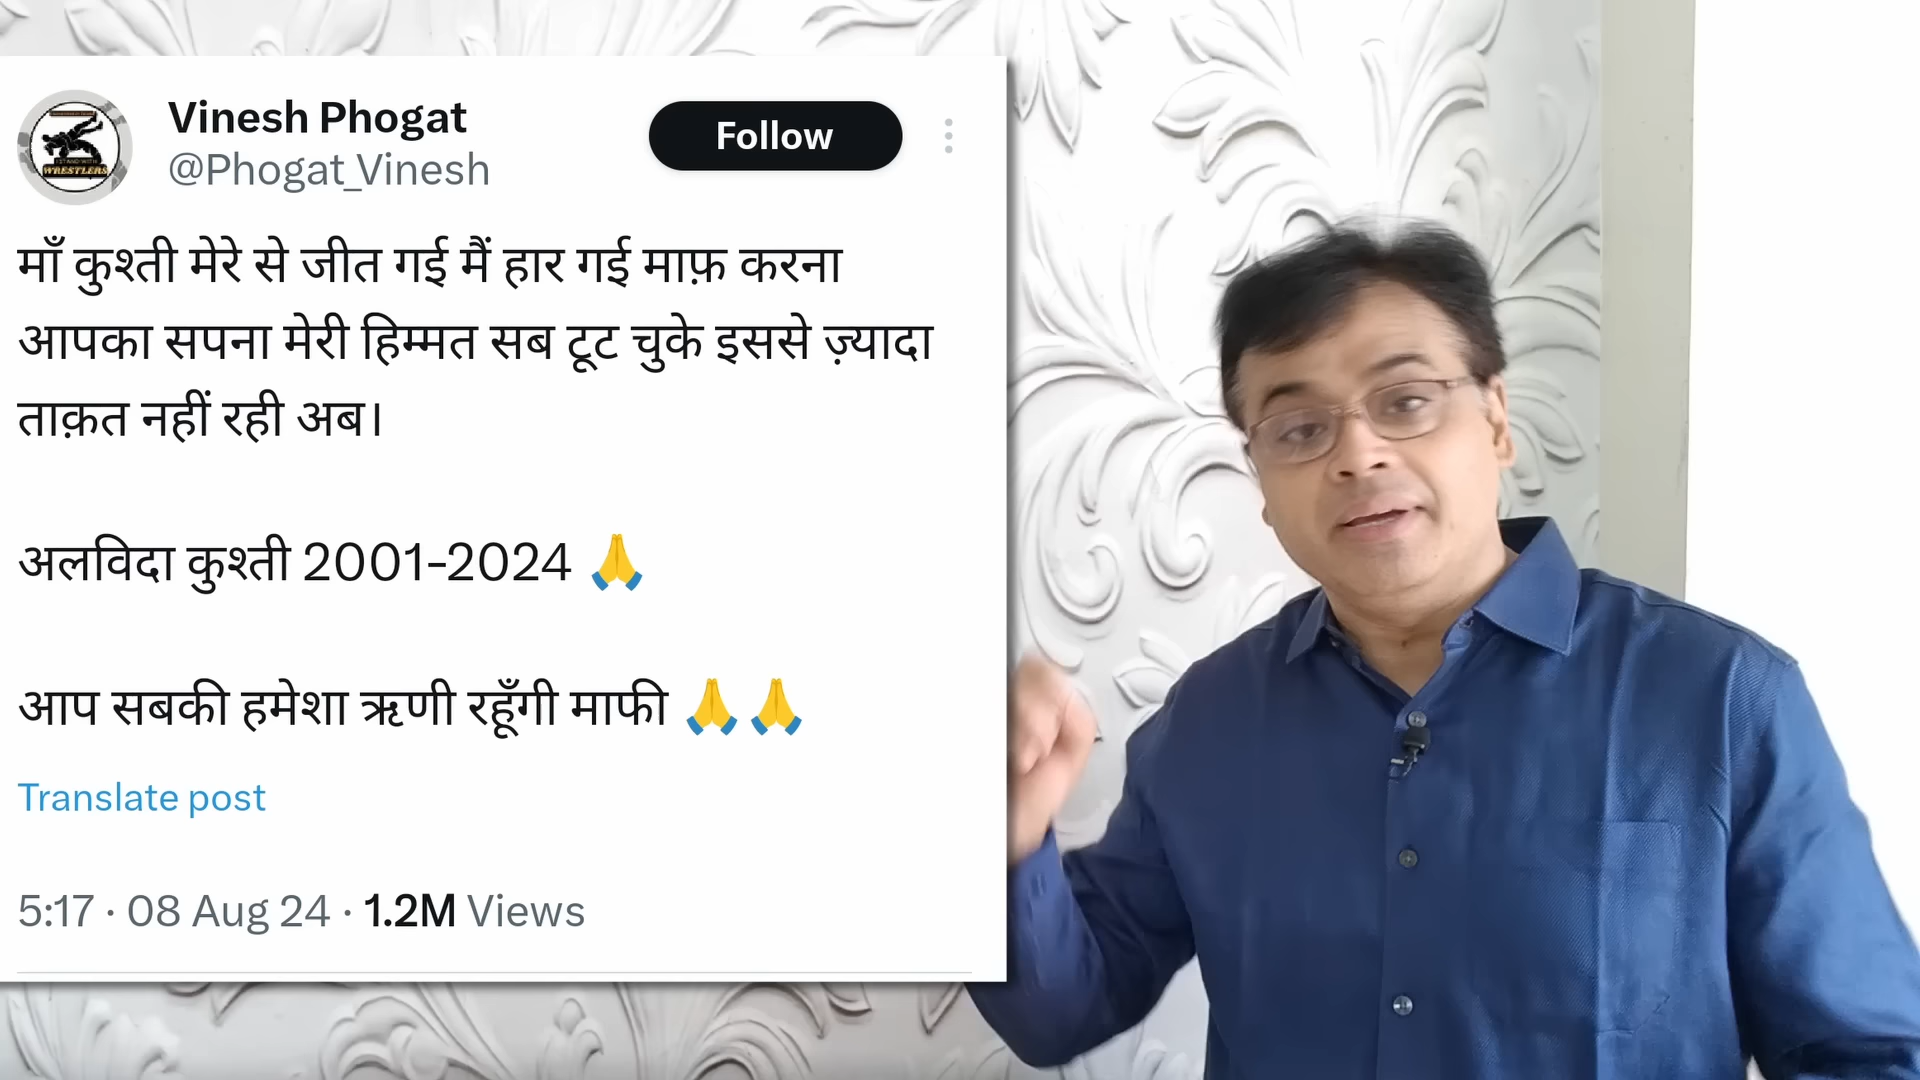 Vinesh Phogat
@Phogat_Vinesh
Follow
WRESTLERS
माँ कुश्ती मेरे से जीत गई मैं हार गई माफ़ करना
आपका सपना मेरी हिम्मत सब टूट चुके इससे ज़्यादा
ताक़त नहीं रही अब।
अलविदा कुश्ती 2001-2024 🙏
आप सबकी हमेशा ऋणी रहूँगी माफी 🙏🙏
Translate post
5:17 · 08 Aug 24 · 1.2M Views